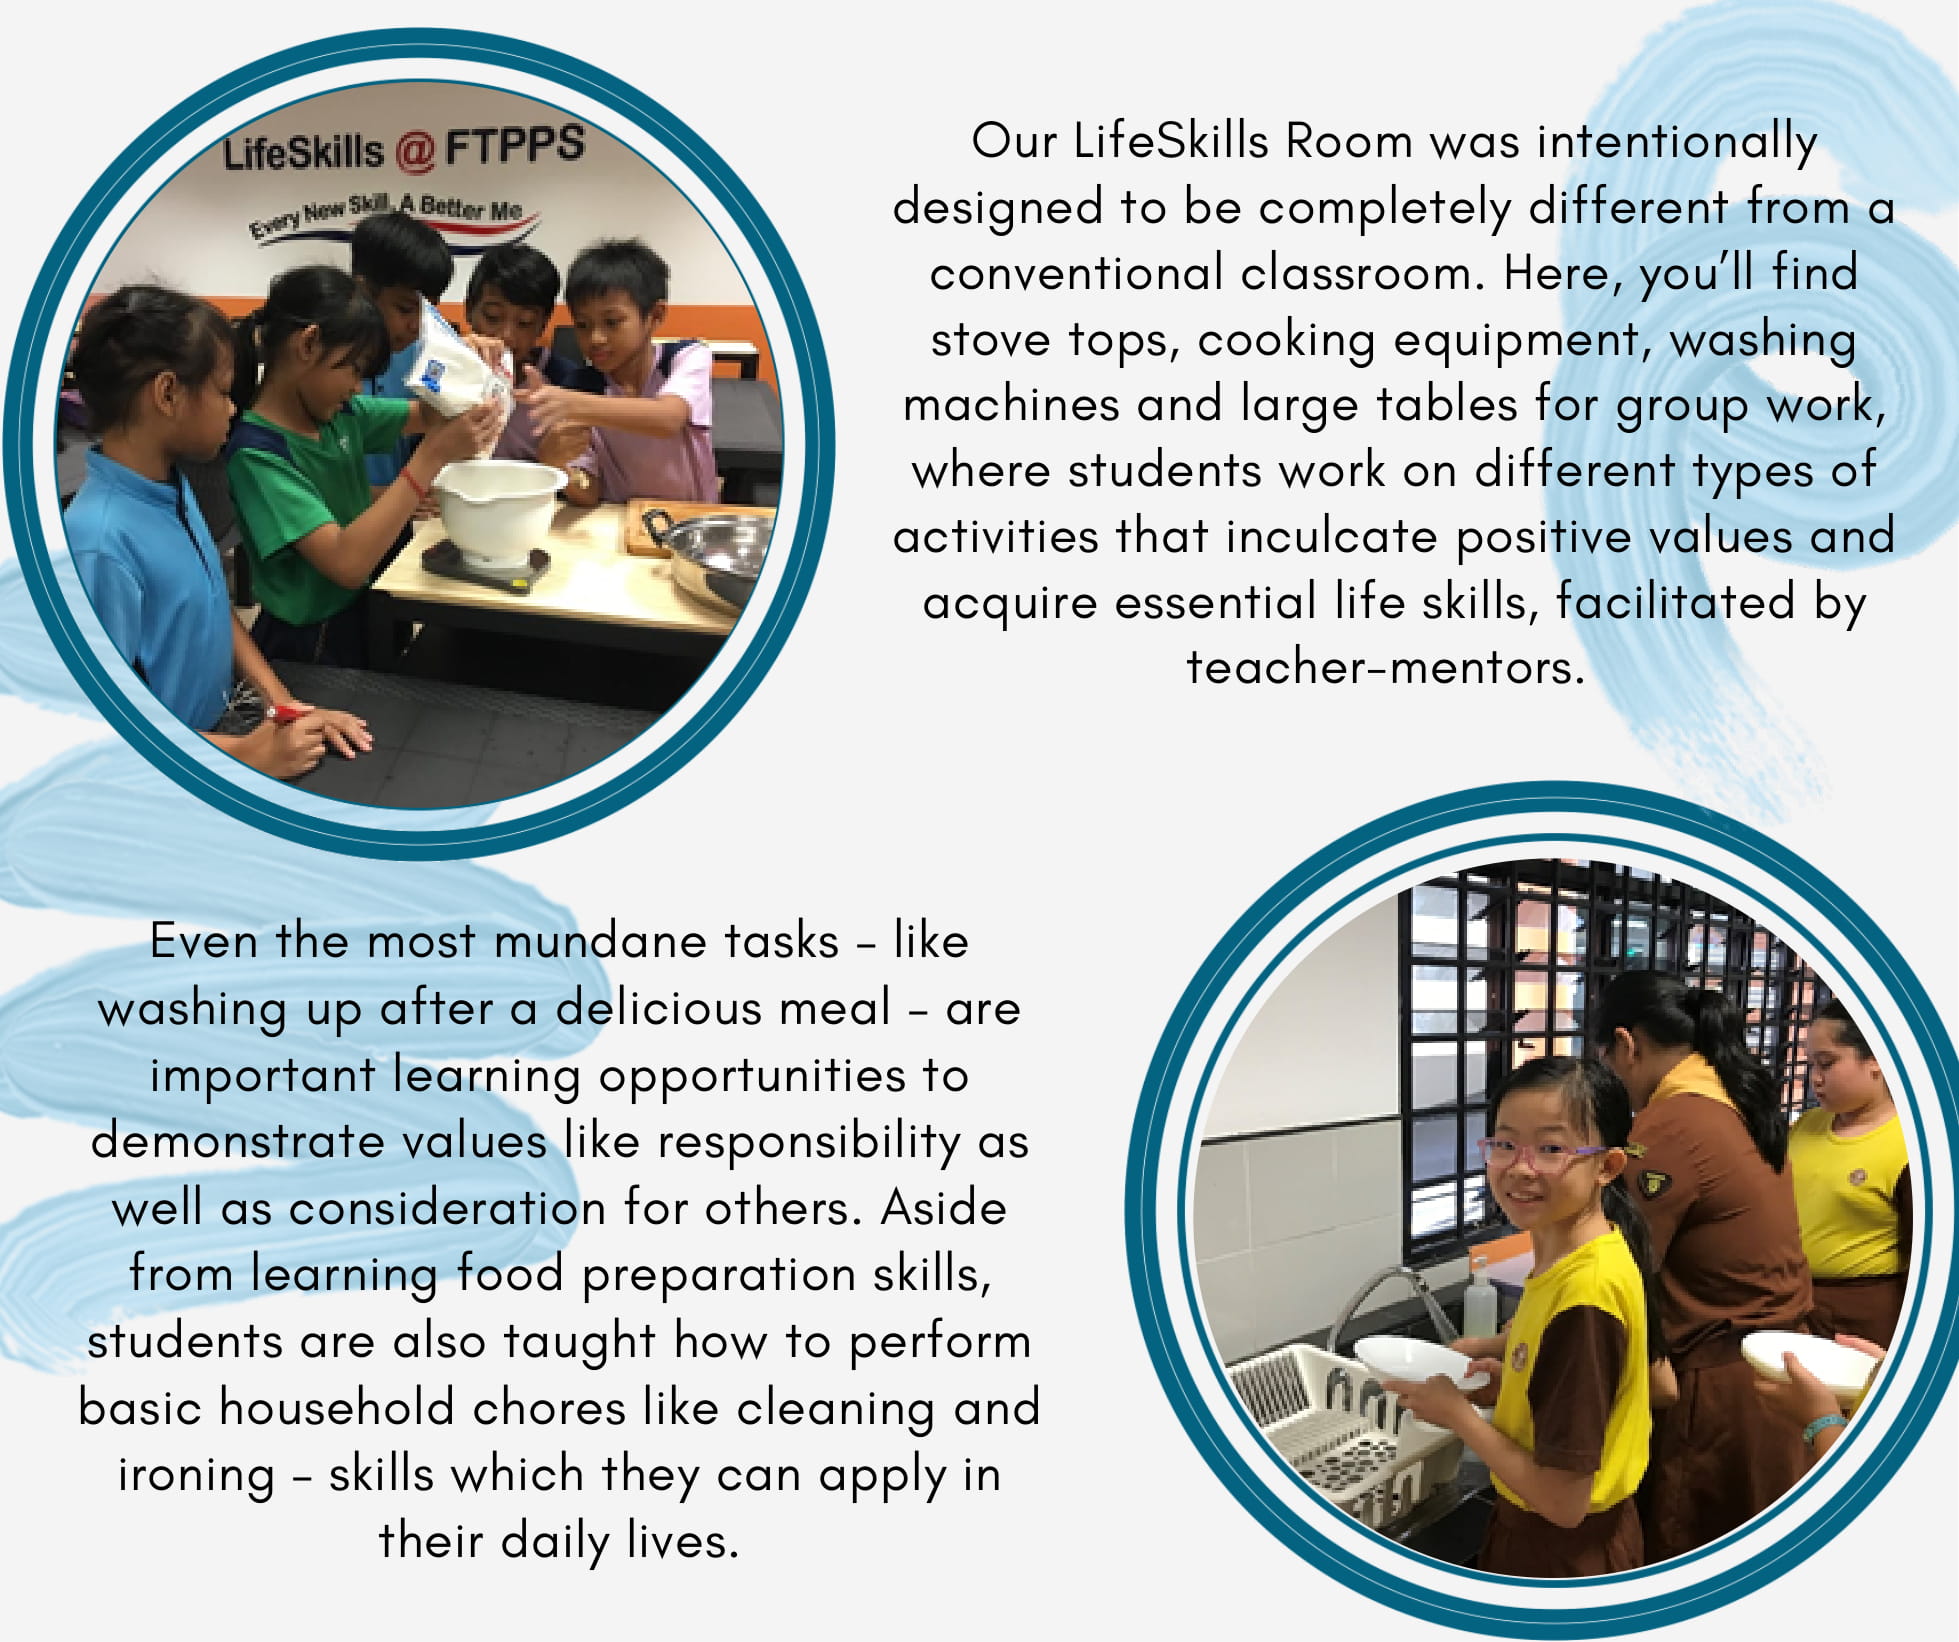 LifeSkills @ FTPPS
Every New Skill, A Better Me
Our LifeSkills Room was intentionally
designed to be completely different from a
conventional classroom. Here, you’ll find
stove tops, cooking equipment, washing
machines and large tables for group work,
where students work on different types of
activities that inculcate positive values and
acquire essential life skills, facilitated by
teacher-mentors.
Even the most mundane tasks – like
washing up after a delicious meal – are
important learning opportunities to
demonstrate values like responsibility as
well as consideration for others. Aside
from learning food preparation skills,
students are also taught how to perform
basic household chores like cleaning and
ironing – skills which they can apply in
their daily lives.